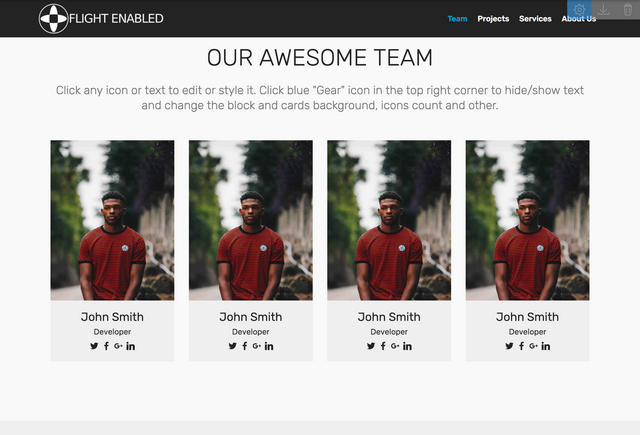 FLIGHT ENABLED
Team Projects Services About Us
OUR AWESOME TEAM
Click any icon or text to edit or style it. Click blue "Gear" icon in the top right corner to hide/show text
and change the block and cards background, icons count and other.
John Smith John Smith John Smith John Smith
Developer Developer Developer Developer